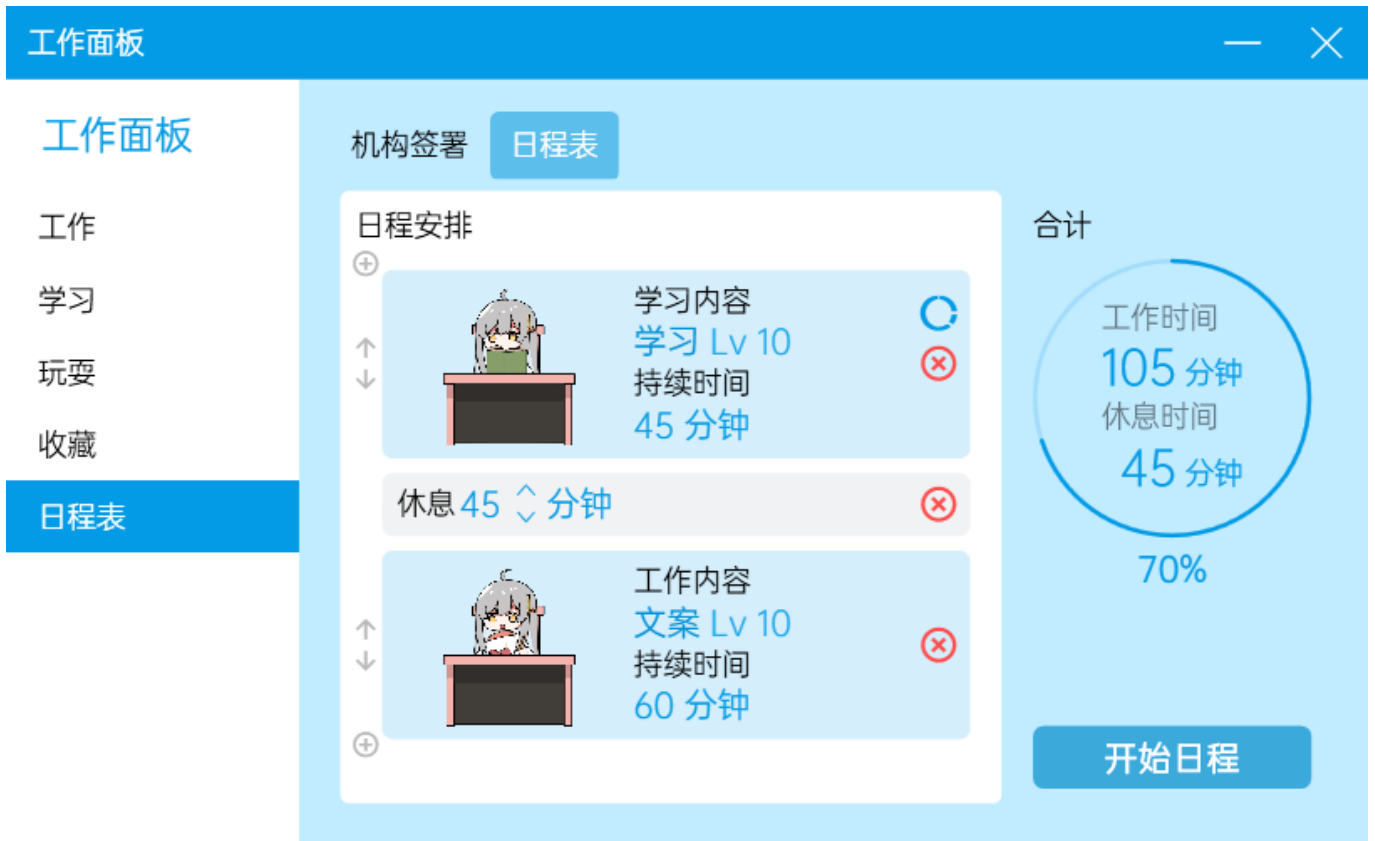 工作面板
工作面板
工作
学习
玩耍
收藏
日程表
机构签署 日程表
日程安排
学习内容
学习 Lv 10
持续时间
45 分钟
休息 45 分钟
工作内容
文案 Lv 10
持续时间
60 分钟
合计
工作时间
105 分钟
休息时间
45 分钟
70%
开始日程